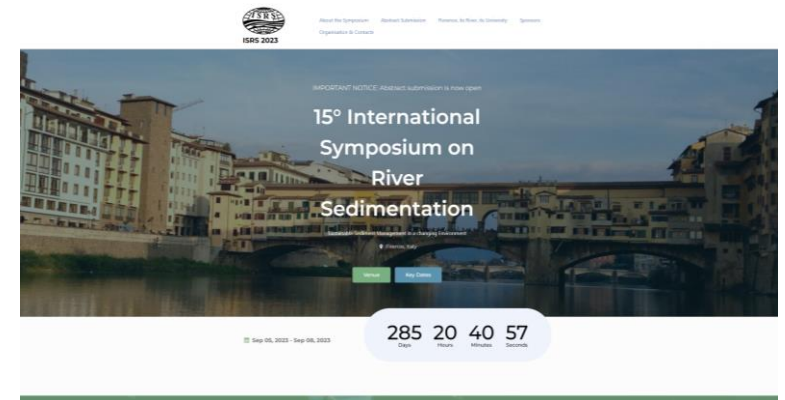 ISRS
ISRS 2023
About the Symposium Abstract Submission Florence, its River, its University Sponsors
Organisation & Contacts
IMPORTANT NOTICE: Abstract submission is now open
15° International
Symposium on
River
Sedimentation
Sustainable Sediment Management in a changing Environment
Florence, Italy
Venue Key Dates
Sep 05, 2023 - Sep 08, 2023
285 20 40 57
Days Hours Minutes Seconds